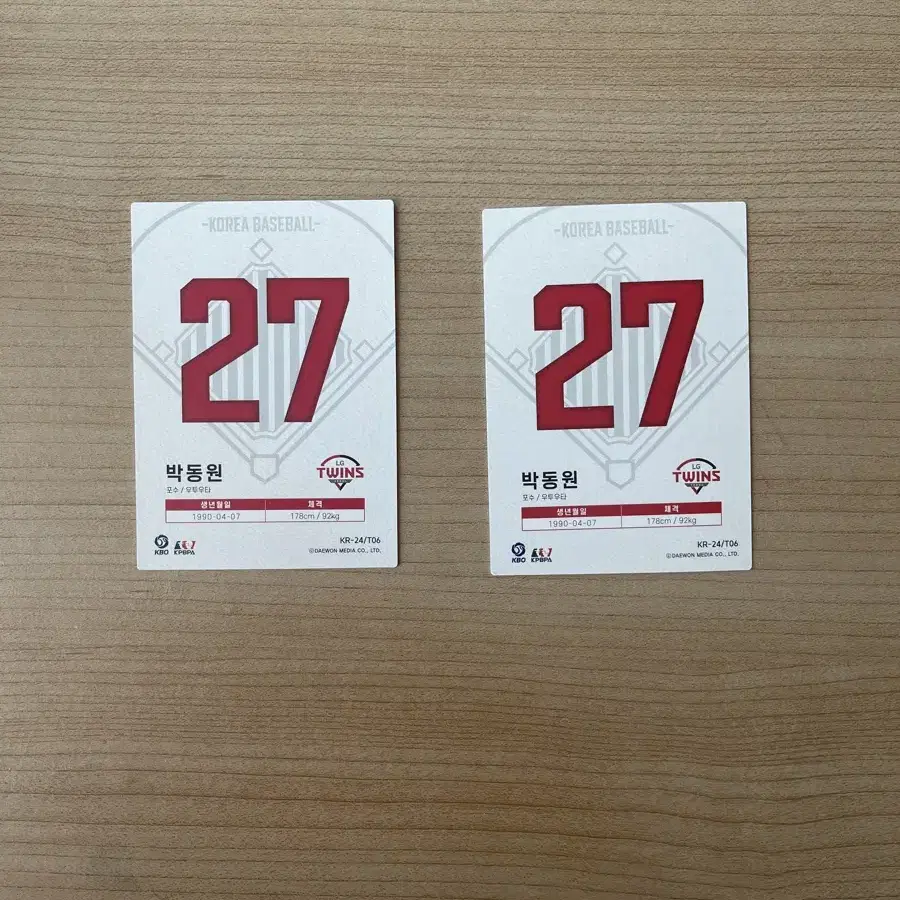 -KOREA BASEBALL-
27
박동원
포수 / 우투우타
LG
TWINS
생년월일 체격
1990-04-07 178cm / 92kg
KBO KPBPA
KR-24/T06
©DAEWON MEDIA CO., LTD.
-KOREA BASEBALL-
27
박동원
포수 / 우투우타
LG
TWINS
생년월일 체격
1990-04-07 178cm / 92kg
KBO KPBPA
KR-24/T06
©DAEWON MEDIA CO., LTD.